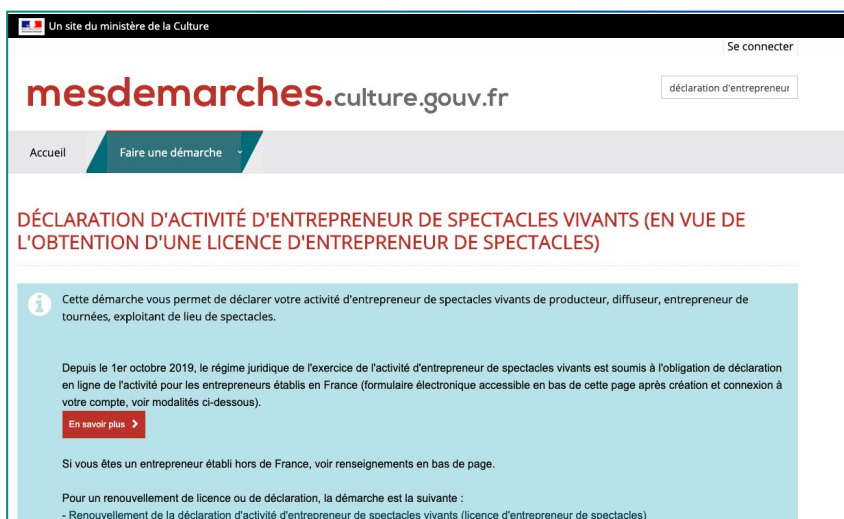 Un site du ministère de la Culture
Se connecter
mesdemarches.culture.gouv.fr
déclaration d'entrepreneur
Accueil
Faire une démarche
DÉCLARATION D'ACTIVITÉ D'ENTREPRENEUR DE SPECTACLES VIVANTS (EN VUE DE
L'OBTENTION D'UNE LICENCE D'ENTREPRENEUR DE SPECTACLES)
Cette démarche vous permet de déclarer votre activité d'entrepreneur de spectacles vivants de producteur, diffuseur, entrepreneur de
tournées, exploitant de lieu de spectacles.
Depuis le 1er octobre 2019, le régime juridique de l'exercice de l'activité d'entrepreneur de spectacles vivants est soumis à l'obligation de déclaration
en ligne de l'activité pour les entrepreneurs établis en France (formulaire électronique accessible en bas de cette page après création et connexion à
votre compte, voir modalités ci-dessous).
En savoir plus
Si vous êtes un entrepreneur établi hors de France, voir renseignements en bas de page.
Pour un renouvellement de licence ou de déclaration, la démarche est la suivante :
- Renouvellement de la déclaration d'activité d'entrepreneur de spectacles vivants (licence d'entrepreneur de spectacles)